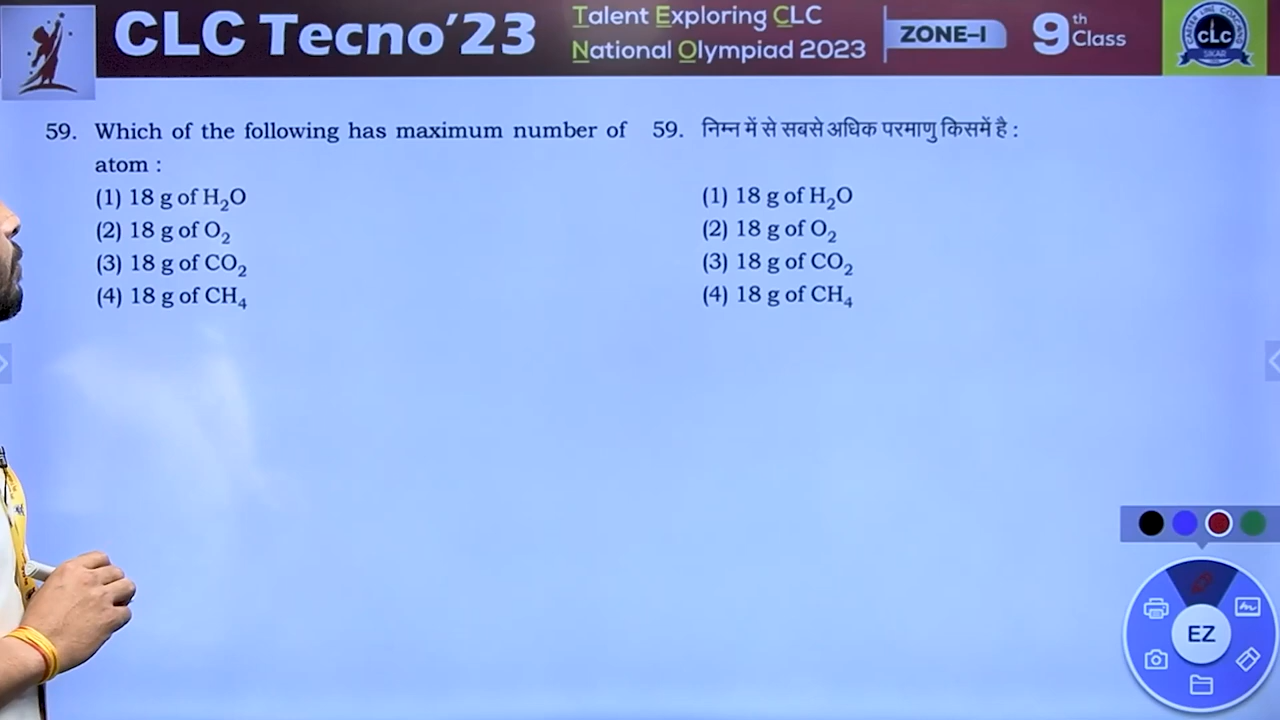 CLC Tecno'23
Talent Exploring CLC
National Olympiad 2023
ZONE–I
9th Class
CLC
SIKAR
59. Which of the following has maximum number of
atom :
(1) 18 g of H₂O
(2) 18 g of O₂
(3) 18 g of CO₂
(4) 18 g of CH₄
59. निम्न में से सबसे अधिक परमाणु किसमें है :
(1) 18 g of H₂O
(2) 18 g of O₂
(3) 18 g of CO₂
(4) 18 g of CH₄
EZ